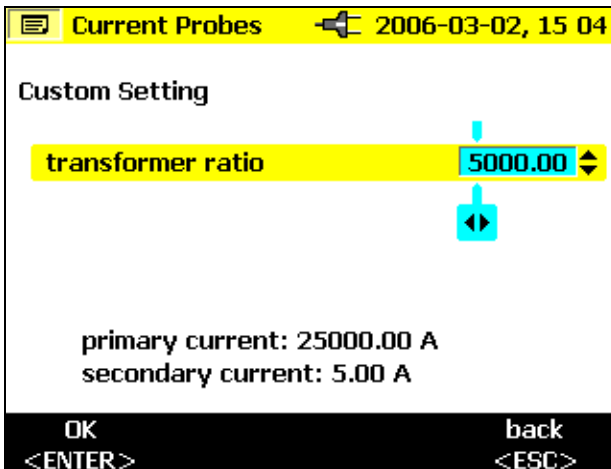 Current Probes 2006-03-02, 15 04
Custom Setting
transformer ratio 5000.00
primary current: 25000.00 A
secondary current: 5.00 A
OK back
<ENTER> <ESC>